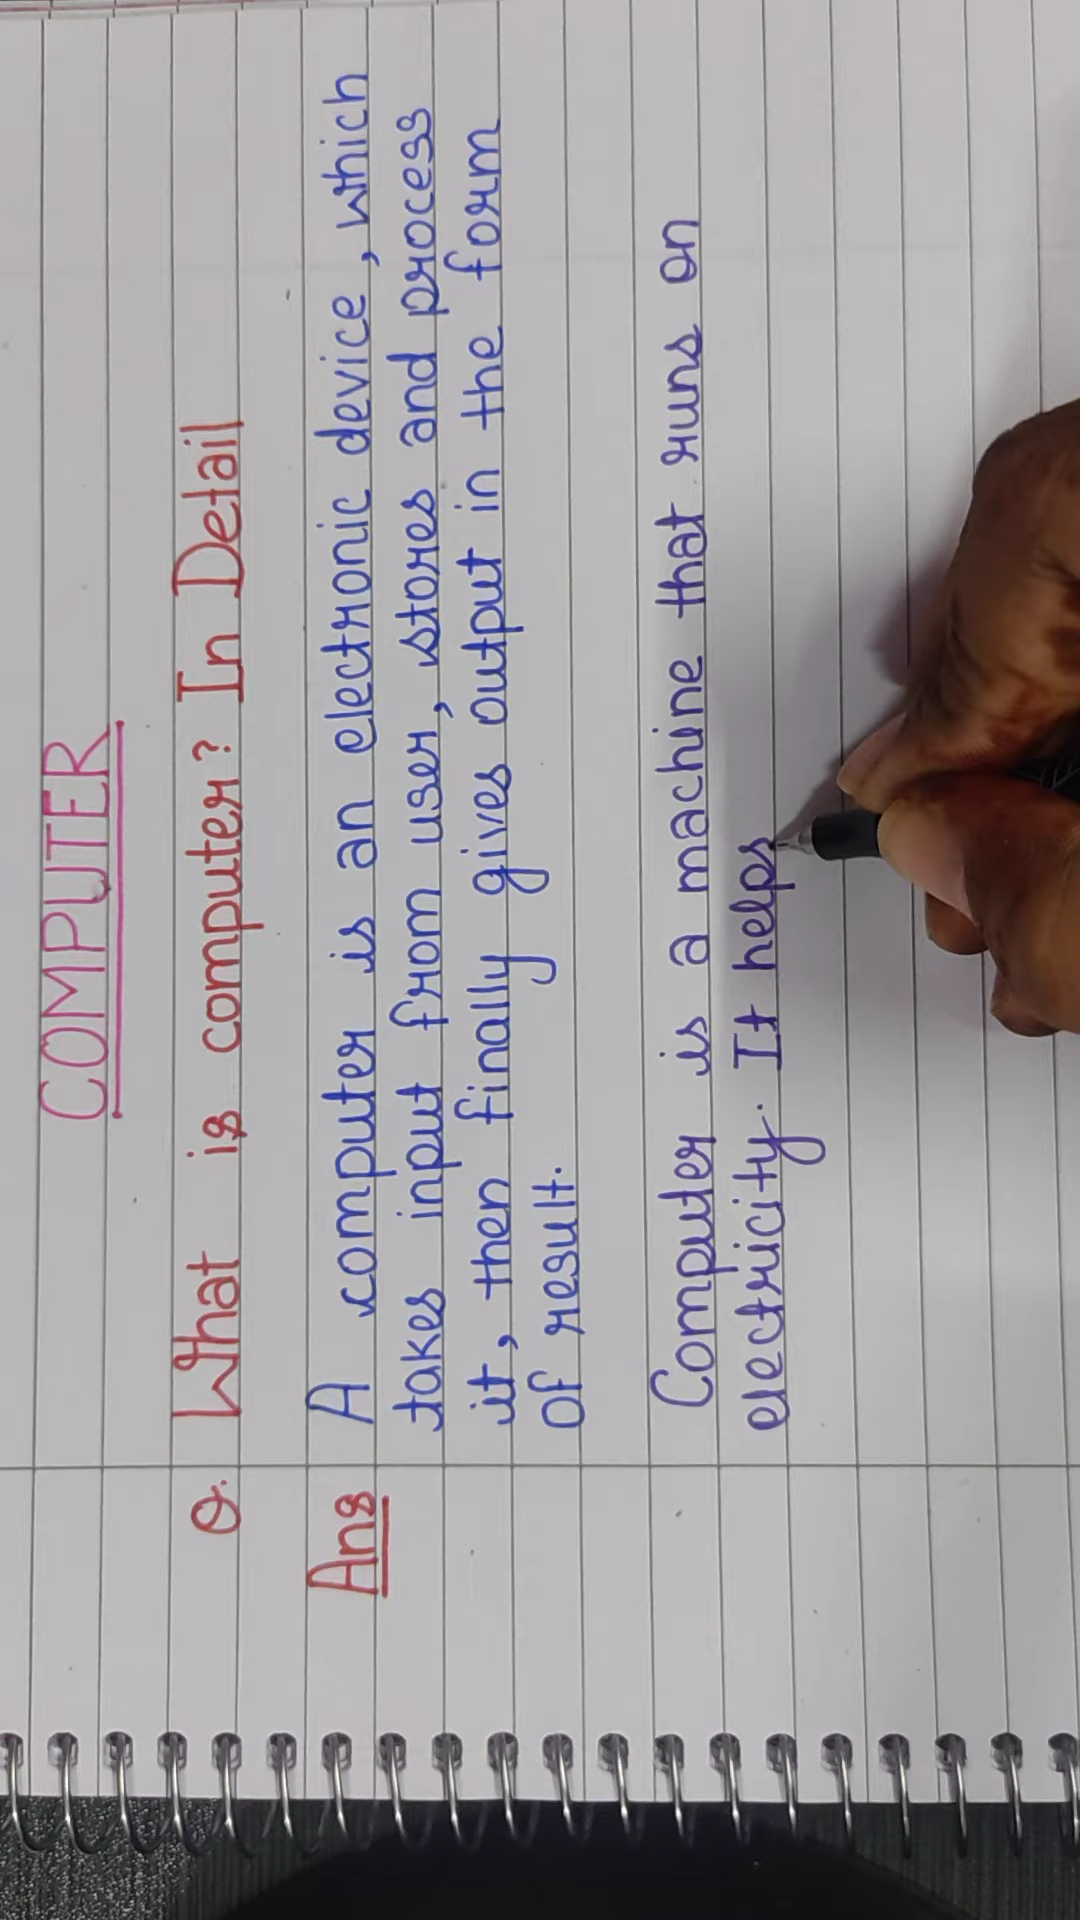 COMPUTER
Q. What is computer? In Detail
Ans A computer is an electronic device, which
takes input from user, stores and process
it, then finally gives output in the form
of result.
Computer is a machine that runs on
electricity. It helps